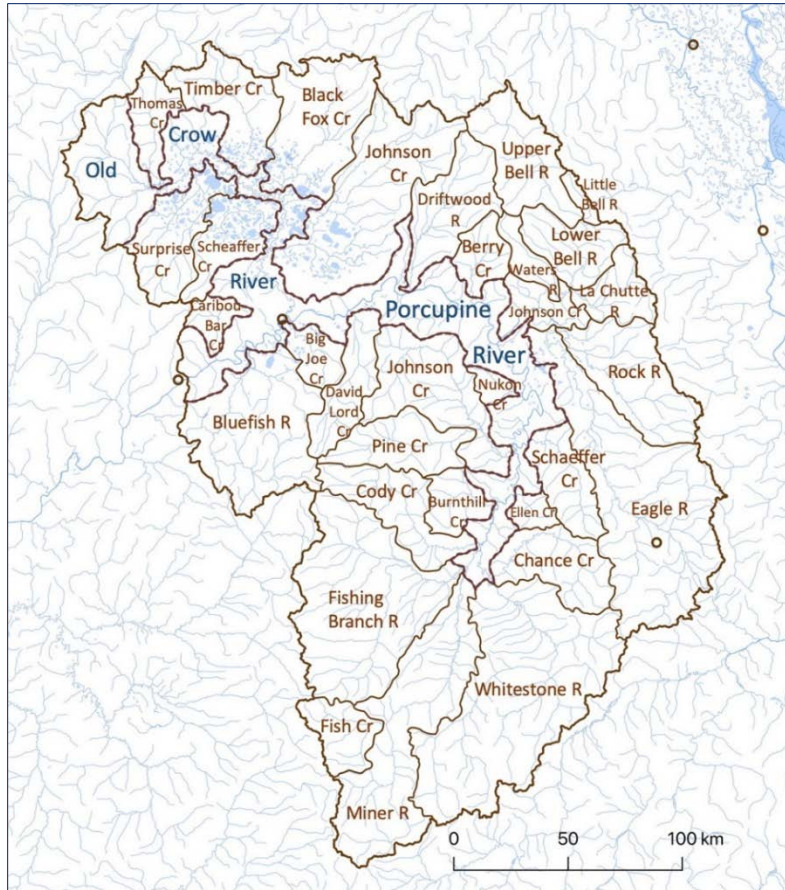 Timber Cr
Black
Fox Cr
Thomas
Cr
Crow
Old
Johnson
Cr
Upper
Bell R
Little
Bell R
Driftwood
R
Surprise
Cr
Scheaffer
Cr
Berry
Cr
Lower
Bell R
Waters
R
La Chutte
R
River
Caribou
Bar
Cr
Porcupine
Johnson Cr
River
Big
Joe
Cr
Johnson
Cr
Rock R
Nukon
Cr
David
Lord
Cr
Bluefish R
Pine Cr
Schaeffer
Cr
Cody Cr
Burnthill
Cr
Ellen Cr
Eagle R
Chance Cr
Fishing
Branch R
Whitestone R
Fish Cr
Miner R
0 50 100 km